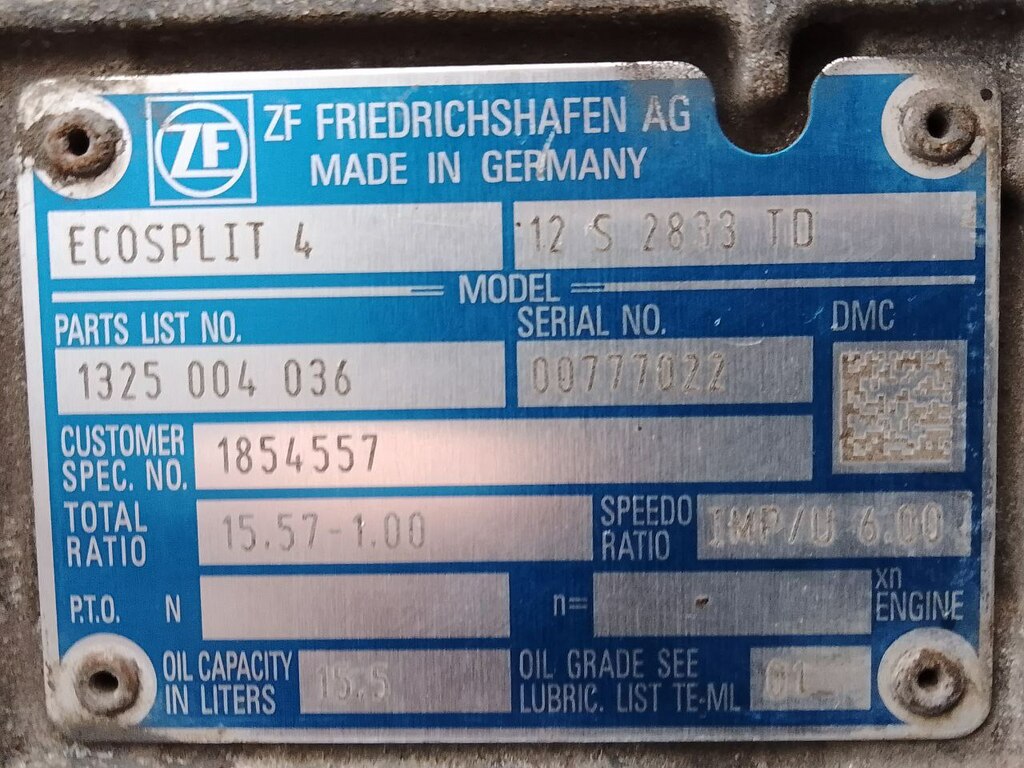 ZF
ZF FRIEDRICHSHAFEN AG
MADE IN GERMANY
ECOSPLIT 4
12 S 2833 TD
MODEL
PARTS LIST NO.
SERIAL NO.
DMC
1325 004 036
00777022
CUSTOMER
SPEC. NO.
1854557
TOTAL
RATIO
15.57-1.00
SPEEDO
RATIO
IMP/U 6.00
P.T.O. N
n=
xn
ENGINE
OIL CAPACITY
IN LITERS
15.5
OIL GRADE SEE
LUBRIC. LIST TE-ML
01